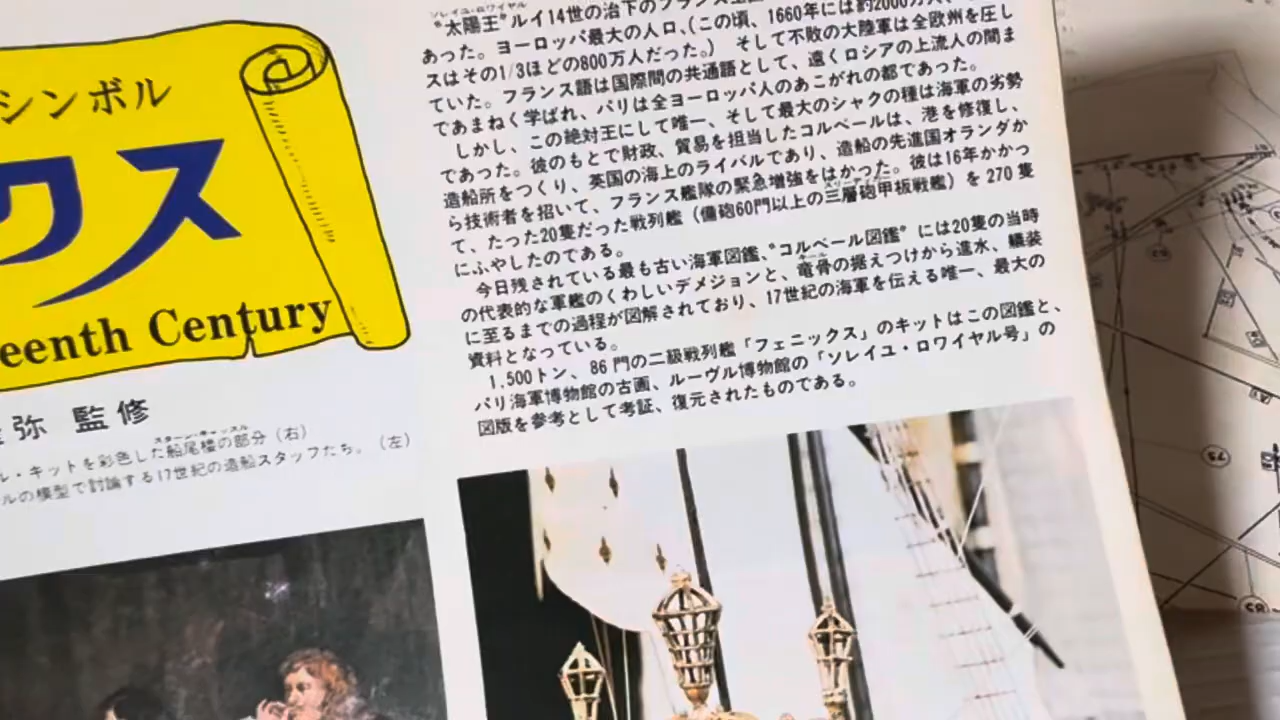 シンボル
クス
eenth Century
弥 監修
スターン・キャッスル
ル・キットを彩色した船尾楼の部分（右）
ルの模型で討論する17世紀の造船スタッフたち。（左）
ソレイユ・ロワイヤル
“太陽王”ルイ14世の治下のフランス
あった。ヨーロッパ最大の人口、（この頃、1660年には約2000万人、
スはその1/3ほどの800万人だった。） そして不敗の大陸軍は全欧州を圧し
ていた。フランス語は国際間の共通語として、遠くロシアの上流人の間ま
であまねく学ばれ、パリは全ヨーロッパ人のあこがれの都であった。
しかし、この絶対王にして唯一、そして最大のシャクの種は海軍の劣勢
であった。彼のもとで財政、貿易を担当したコルベールは、港を修復し、
造船所をつくり、英国の海上のライバルであり、造船の先進国オランダか
ら技術者を招いて、フランス艦隊の緊急増強をはかった。彼は16年かかっ
て、たった20隻だった戦列艦（備砲60門以上の三層砲甲板戦艦）を 270 隻
にふやしたのである。
今日残されている最も古い海軍図鑑、“コルベール図鑑”には20隻の当時
の代表的な軍艦のくわしいデメジョンと、竜骨の据えつけから進水、艤装
に至るまでの過程が図解されており、17世紀の海軍を伝える唯一、最大の
資料となっている。
1,500トン、86 門の二級戦列艦「フェニックス」のキットはこの図鑑と、
パリ海軍博物館の古画、ルーヴル博物館の「ソレイユ・ロワイヤル号」の
図版を参考として考証、復元されたものである。